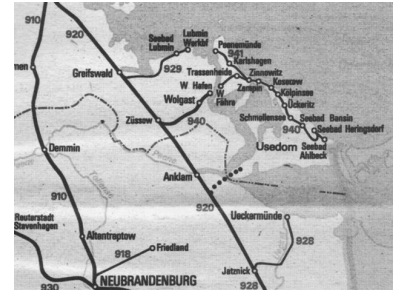 910
920
Seebad
Lubmin
Lubmin
Werkbf
Peenemünde
941
Karlshagen
Greifswald
929
Trassenheide
Zinnowitz
men
W Hafen
Zempin
Koserow
Kölpinsee
Wolgast
W
Fähre
Ückeritz
Züssow
940
Schmollensee
Seebad Bansin
940
Seebad Heringsdorf
Usedom
Seebad
Ahlbeck
Demmin
Peene
Anklam
910
920
Reuterstadt
Stavenhagen
Ueckermünde
Altentreptow
918
Friedland
928
Jatznick
NEUBRANDENBURG
930
928